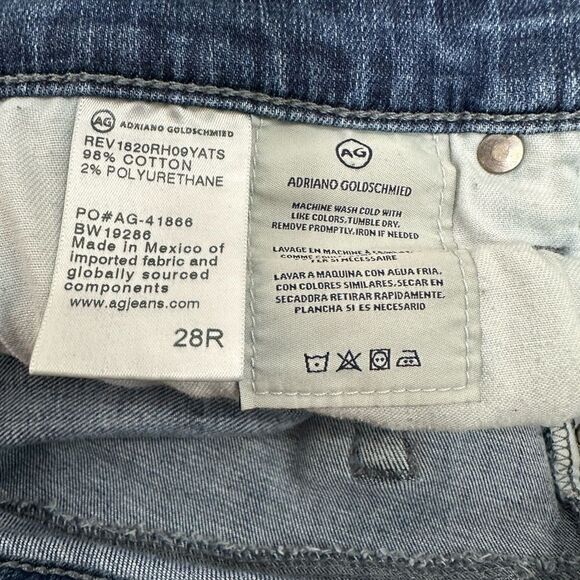 AG ADRIANO GOLDSCHMIED
REV1820RH09YATS
98% COTTON
2% POLYURETHANE
PO#AG-41866
BW19286
Made in Mexico of
imported fabric and
globally sourced
components
www.agjeans.com
28R
AG
ADRIANO GOLDSCHMIED
MACHINE WASH COLD WITH
LIKE COLORS, TUMBLE DRY,
REMOVE PROMPTLY, IRON IF NEEDED
LAVAGE EN MACHINE A
FER SI NÉCESSAIRE
LAVAR A MAQUINA CON AGUA FRIA,
CON COLORES SIMILARES, SECAR EN
SECADORA RETIRAR RAPIDAMENTE,
PLANCHA SI ES NECESARIO